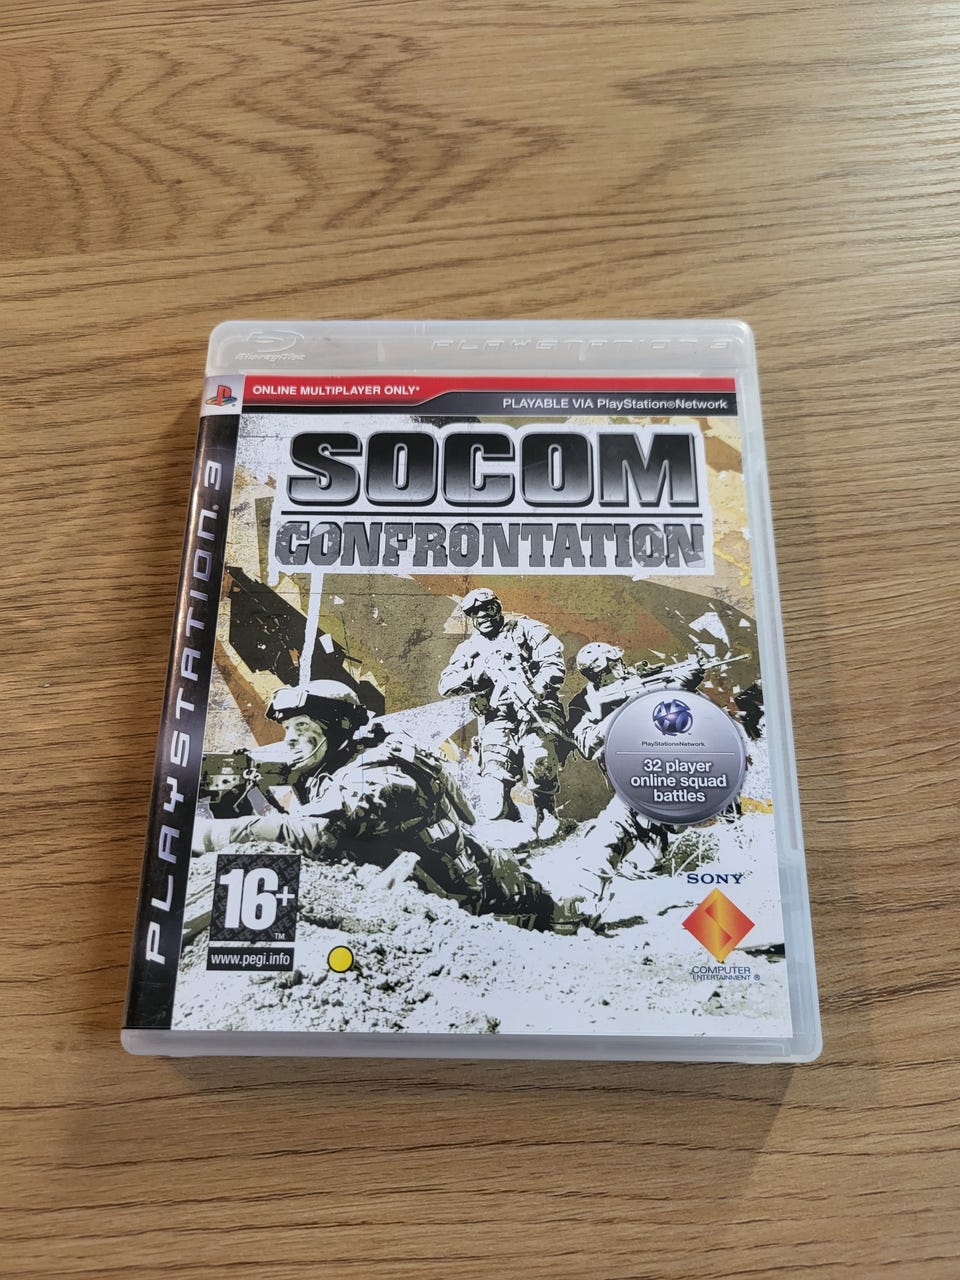 Blu-ray Disc
PLAYSTATION 3
ONLINE MULTIPLAYER ONLY*
PLAYABLE VIA PlayStation®Network
PLAYSTATION®3
SOCOM
CONFRONTATION
PlayStation®Network
32 player
online squad
battles
16+
TM
www.pegi.info
SONY
COMPUTER
ENTERTAINMENT ®